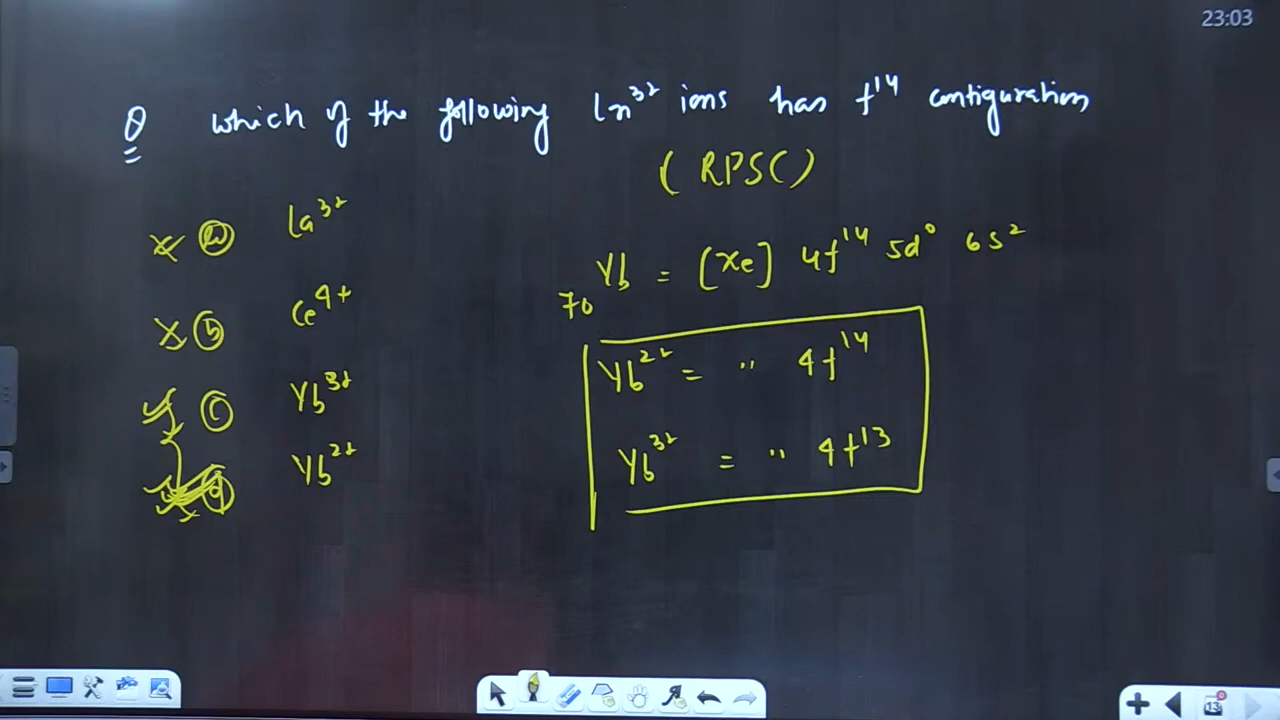 23:03
Q which of the following Ln³⁺ ions has f¹⁴ configuration
(RPSC)
(a) La³⁺
(b) Ce⁴⁺
(c) Yb³⁺
(d) Yb²⁺
₇₀Yb = [Xe] 4f¹⁴ 5d⁰ 6s²
Yb²⁺ = " 4f¹⁴
Yb³⁺ = " 4f¹³
13